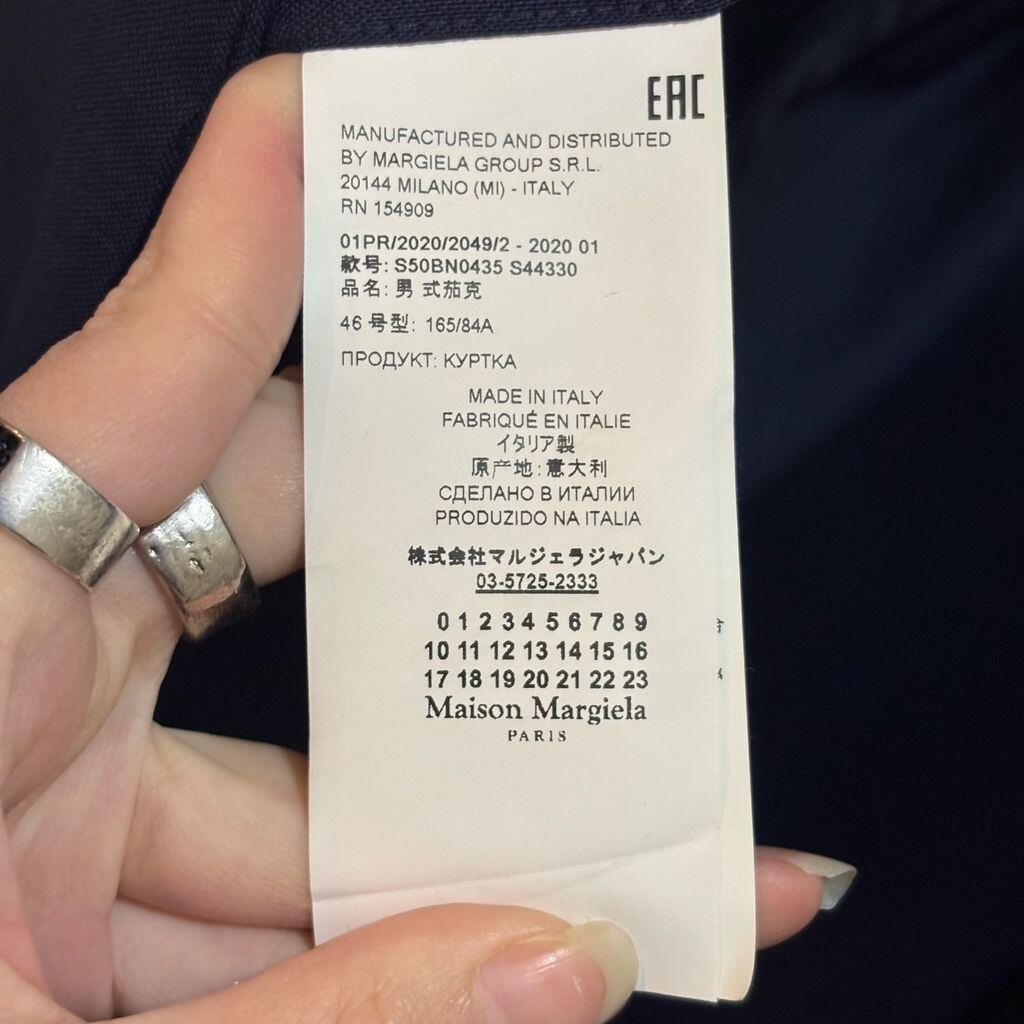 EAC
MANUFACTURED AND DISTRIBUTED
BY MARGIELA GROUP S.R.L.
20144 MILANO (MI) - ITALY
RN 154909
01PR/2020/2049/2 - 2020 01
款号: S50BN0435 S44330
品名: 男 式茄克
46 号型: 165/84A
ПРОДУКТ: КУРТКА
MADE IN ITALY
FABRIQUÉ EN ITALIE
イタリア製
原产地: 意大利
СДЕЛАНО В ИТАЛИИ
PRODUZIDO NA ITALIA
株式会社マルジェラジャパン
03-5725-2333
0 1 2 3 4 5 6 7 8 9
10 11 12 13 14 15 16
17 18 19 20 21 22 23
Maison Margiela
PARIS